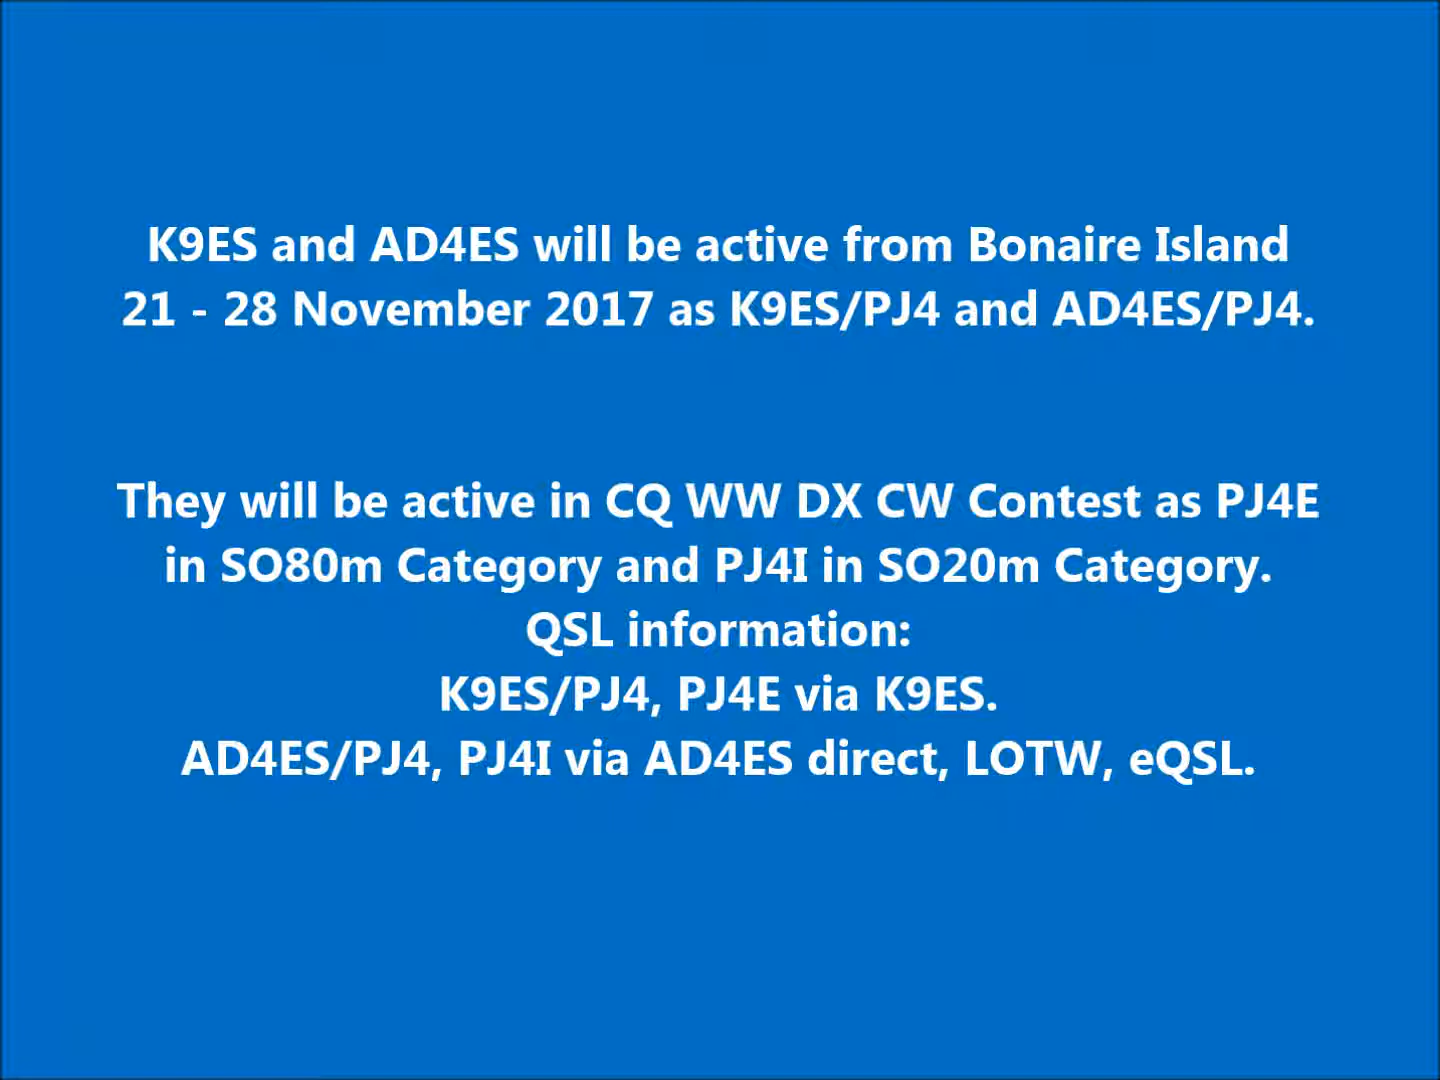 K9ES and AD4ES will be active from Bonaire Island
21 - 28 November 2017 as K9ES/PJ4 and AD4ES/PJ4.
They will be active in CQ WW DX CW Contest as PJ4E
in SO80m Category and PJ4I in SO20m Category.
QSL information:
K9ES/PJ4, PJ4E via K9ES.
AD4ES/PJ4, PJ4I via AD4ES direct, LOTW, eQSL.